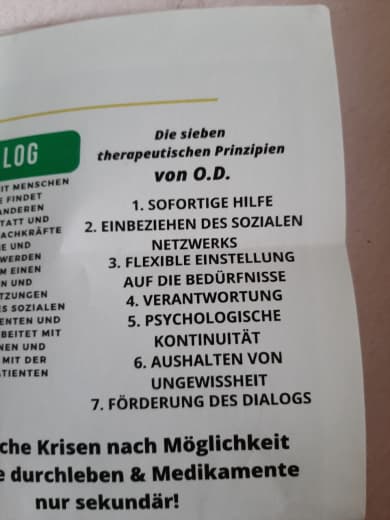 LOG
IT MENSCHEN
E FINDET
ANDEREN
TATT UND
ACHKRÄFTE
E UND
WERDEN
M EINEN
N UND
TZUNGEN
ES SOZIALEN
ENTEN UND
BEITET MIT
NEN UND
MIT DER
TIENTEN
Die sieben
therapeutischen Prinzipien
von O.D.
1. SOFORTIGE HILFE
2. EINBEZIEHEN DES SOZIALEN
NETZWERKS
3. FLEXIBLE EINSTELLUNG
AUF DIE BEDÜRFNISSE
4. VERANTWORTUNG
5. PSYCHOLOGISCHE
KONTINUITÄT
6. AUSHALTEN VON
UNGEWISSHEIT
7. FÖRDERUNG DES DIALOGS
che Krisen nach Möglichkeit
e durchleben & Medikamente
nur sekundär!